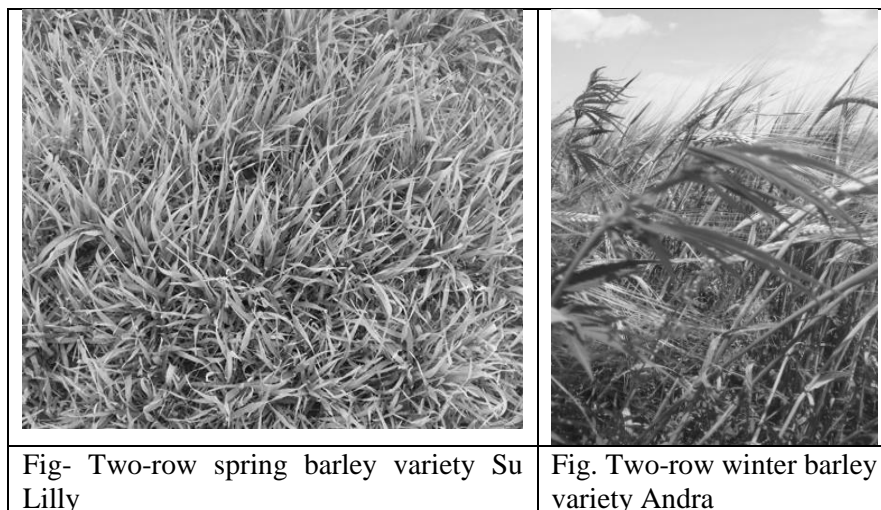 Fig- Two-row spring barley variety Su
Lilly
Fig. Two-row winter barley
variety Andra